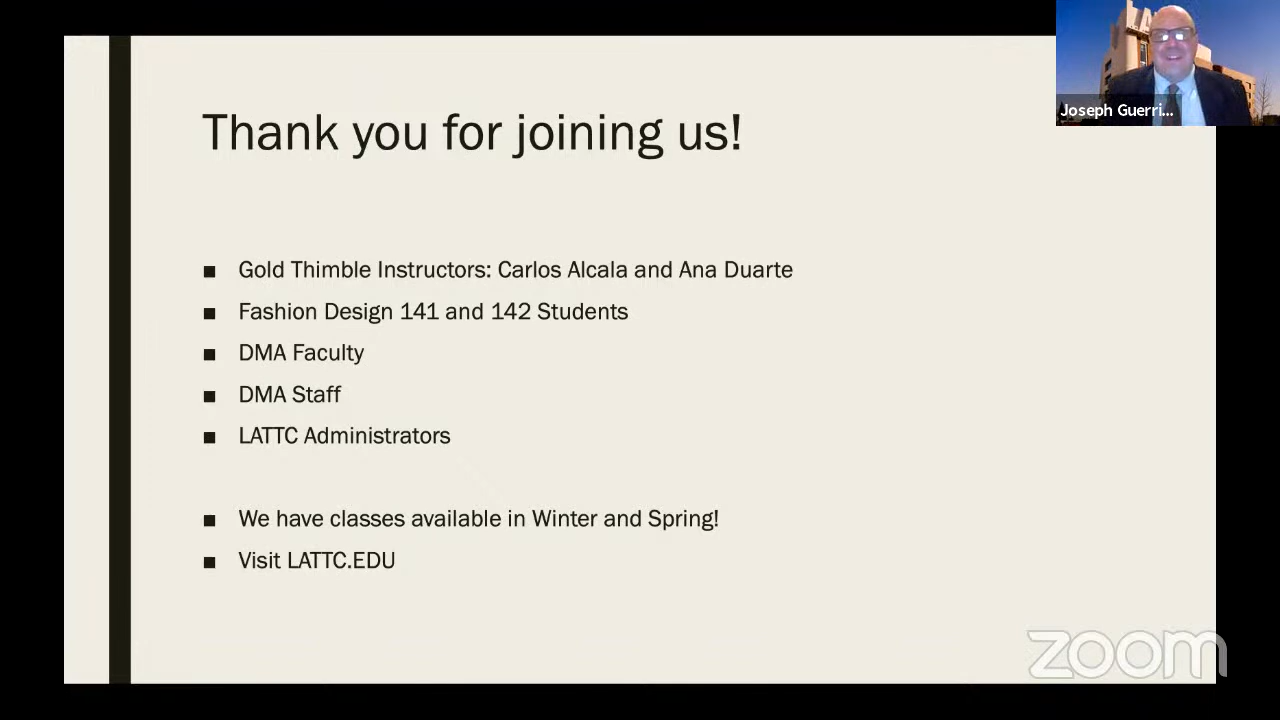 Thank you for joining us!
Joseph Guerri...
■ Gold Thimble Instructors: Carlos Alcala and Ana Duarte
■ Fashion Design 141 and 142 Students
■ DMA Faculty
■ DMA Staff
■ LATTC Administrators
■ We have classes available in Winter and Spring!
■ Visit LATTC.EDU
zoom